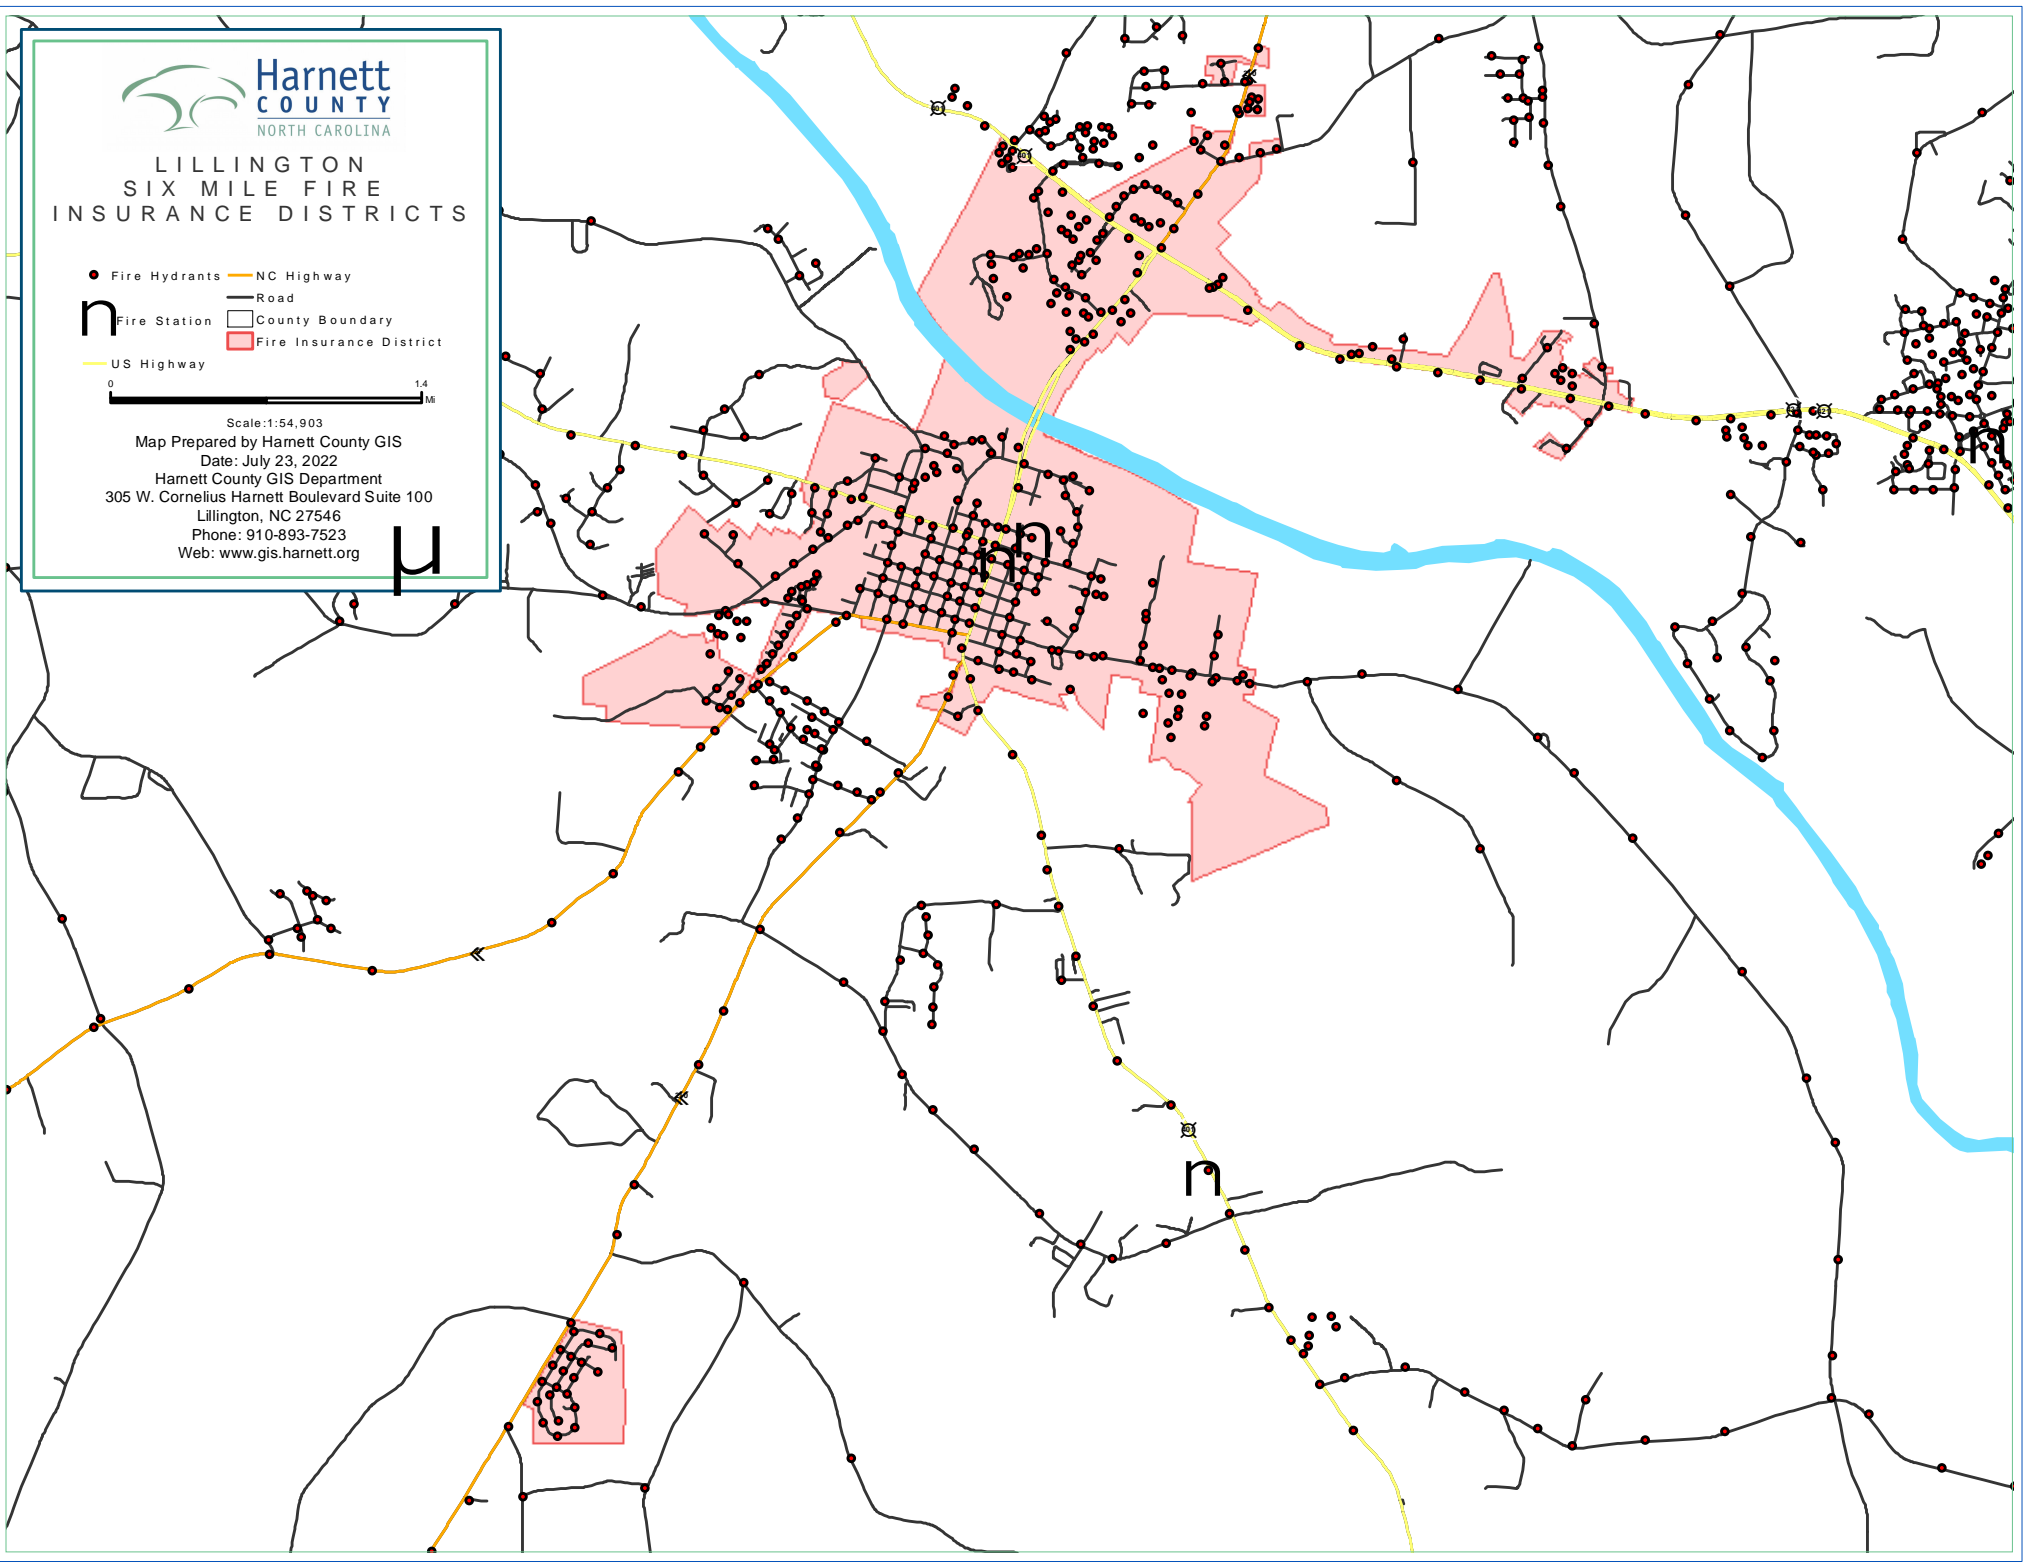 Harnett
COUNTY
NORTH CAROLINA
LILLINGTON
SIX MILE FIRE
INSURANCE DISTRICTS
Fire Hydrants
NC Highway
Road
n
Fire Station
County Boundary
Fire Insurance District
US Highway
0
1.4
Mi
Scale:1:54,903
Map Prepared by Harnett County GIS
Date: July 23, 2022
Harnett County GIS Department
305 W. Cornelius Harnett Boulevard Suite 100
Lillington, NC 27546
Phone: 910-893-7523
Web: www.gis.harnett.org
µ
n
n
n
n